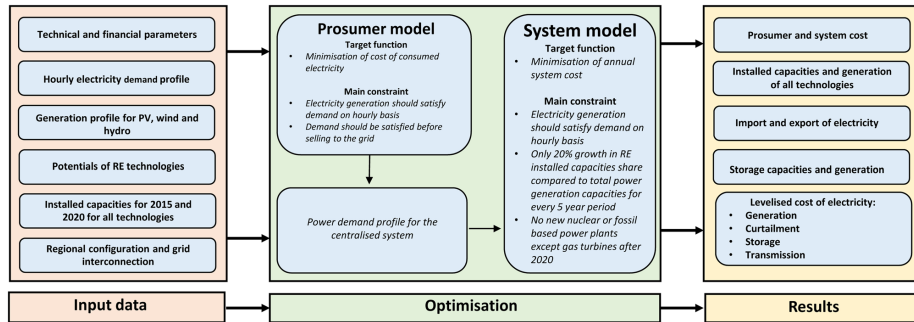 Technical and financial parameters
Hourly electricity demand profile
Generation profile for PV, wind and
hydro
Potentials of RE technologies
Installed capacities for 2015 and
2020 for all technologies
Regional configuration and grid
interconnection
Prosumer model
Target function
• Minimisation of cost of consumed
electricity
Main constraint
• Electricity generation should satisfy
demand on hourly basis
• Demand should be satisfied before
selling to the grid
Power demand profile for the
centralised system
System model
Target function
• Minimisation of annual
system cost
Main constraint
• Electricity generation
should satisfy demand on
hourly basis
• Only 20% growth in RE
installed capacities share
compared to total power
generation capacities for
every 5 year period
• No new nuclear or fossil
based power plants
except gas turbines after
2020
Prosumer and system cost
Installed capacities and generation
of all technologies
Import and export of electricity
Storage capacities and generation
Levelised cost of electricity:
• Generation
• Curtailment
• Storage
• Transmission
Input data
Optimisation
Results